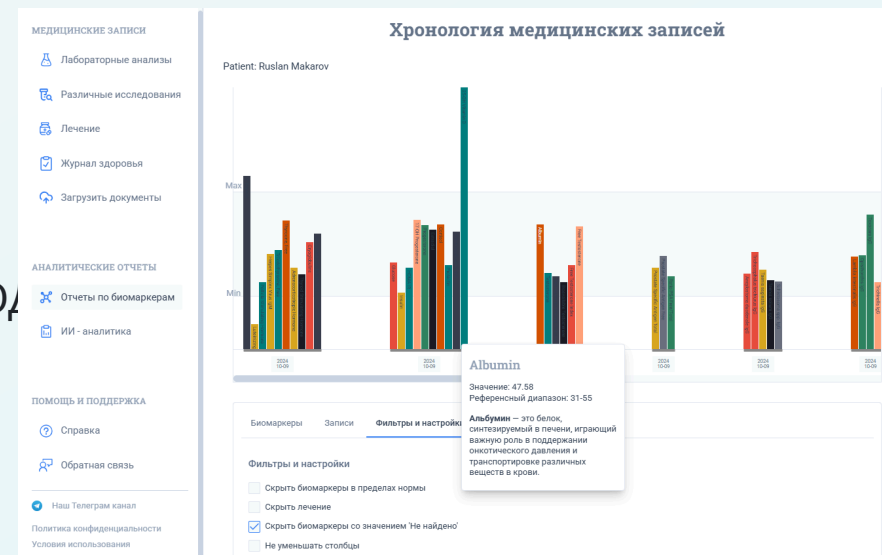 МЕДИЦИНСКИЕ ЗАПИСИ
Лабораторные анализы
Различные исследования
Лечение
Журнал здоровья
Загрузить документы
АНАЛИТИЧЕСКИЕ ОТЧЕТЫ
Отчеты по биомаркерам
ИИ - аналитика
ПОМОЩЬ И ПОДДЕРЖКА
Справка
Обратная связь
Наш Телеграм канал
Политика конфиденциальности
Условия использования
Хронология медицинских записей
Patient: Ruslan Makarov
Max
Min
Albumin
2024
10-09
2024
10-09
2024
10-09
2024
10-09
2024
10-09
Albumin
Значение: 47.58
Референсный диапазон: 31-55
Альбумин — это белок,
синтезируемый в печени, играющий
важную роль в поддержании
онкотического давления и
транспортировке различных
веществ в крови.
Биомаркеры Записи Фильтры и настройки
Фильтры и настройки
Скрыть биомаркеры в пределах нормы
Скрыть лечение
Скрыть биомаркеры со значением 'Не найдено'
Не уменьшать столбцы